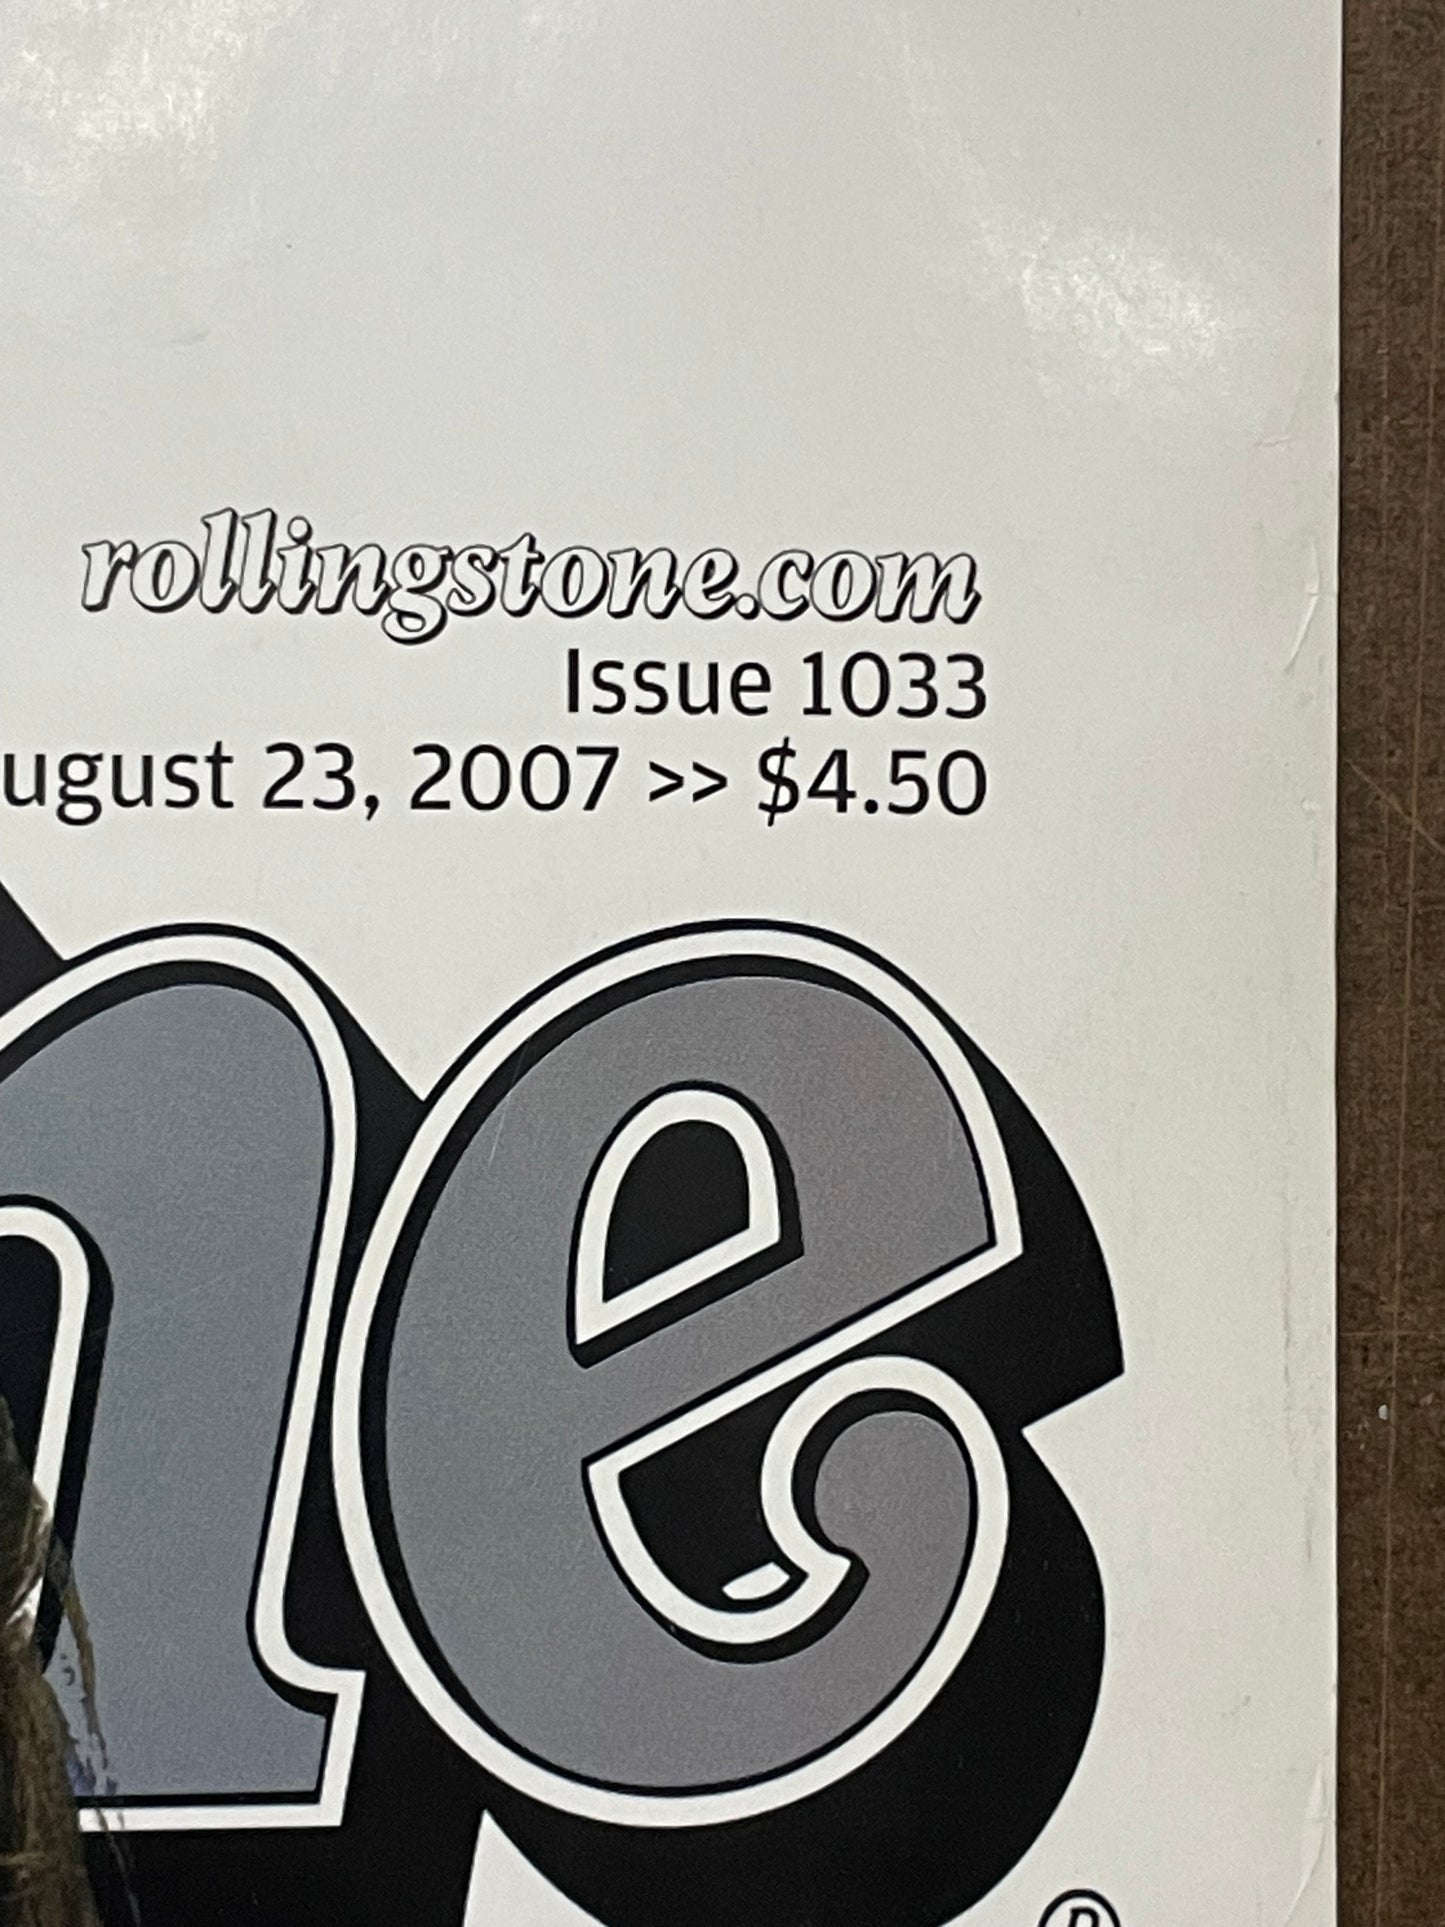 rollingstone.com
Issue 1033
ugust 23, 2007 >> $4.50
ne
®